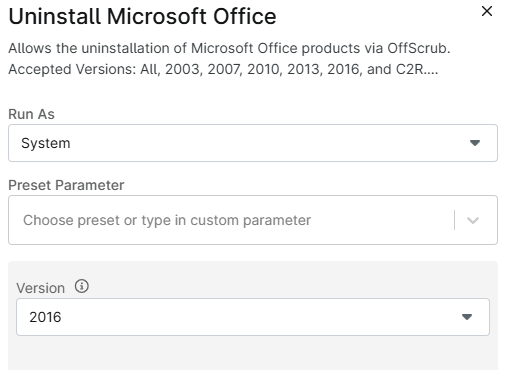 Uninstall Microsoft Office
Allows the uninstallation of Microsoft Office products via OffScrub.
Accepted Versions: All, 2003, 2007, 2010, 2013, 2016, and C2R....
Run As
System
Preset Parameter
Choose preset or type in custom parameter
Version
2016